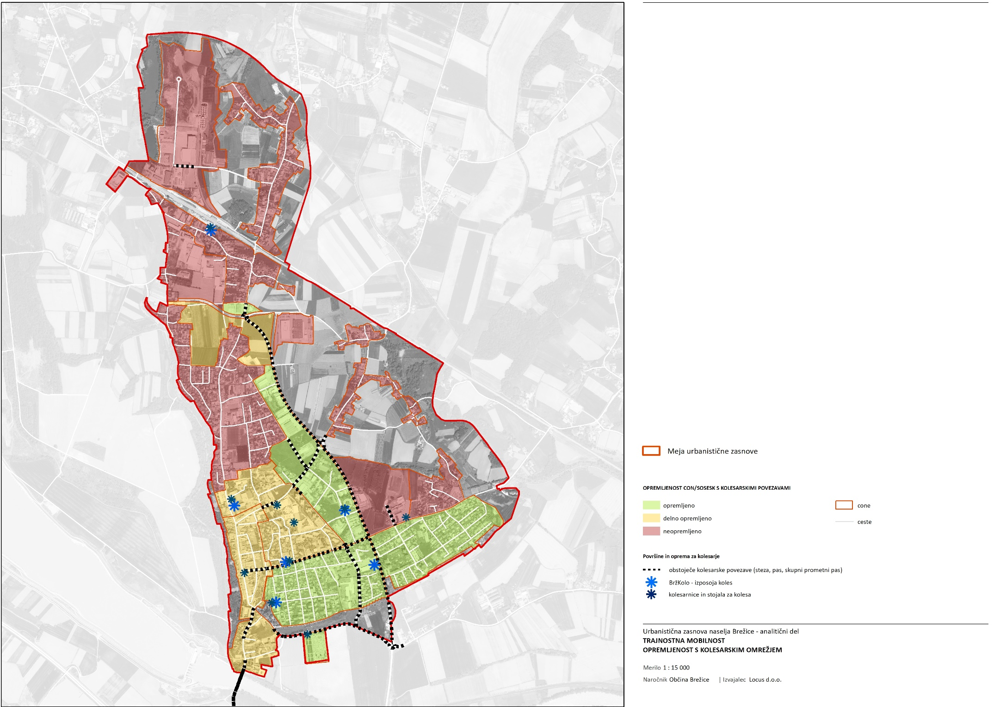 Meja urbanistične zasnove
OPREMLJENOST CON/SOSESK S KOLESARSKIMI POVEZAVAMI
opremljeno
delno opremljeno
neopremljeno
cone
ceste
Površine in oprema za kolesarje
obstoječe kolesarske povezave (steza, pas, skupni prometni pas)
BržKolo - izposoja koles
kolesarnice in stojala za kolesa
Urbanistična zasnova naselja Brežice - analitični del
TRAJNOSTNA MOBILNOST
OPREMLJENOST S KOLESARSKIM OMREŽJEM
Merilo 1 : 15 000
Naročnik Občina Brežice | Izvajalec Locus d.o.o.